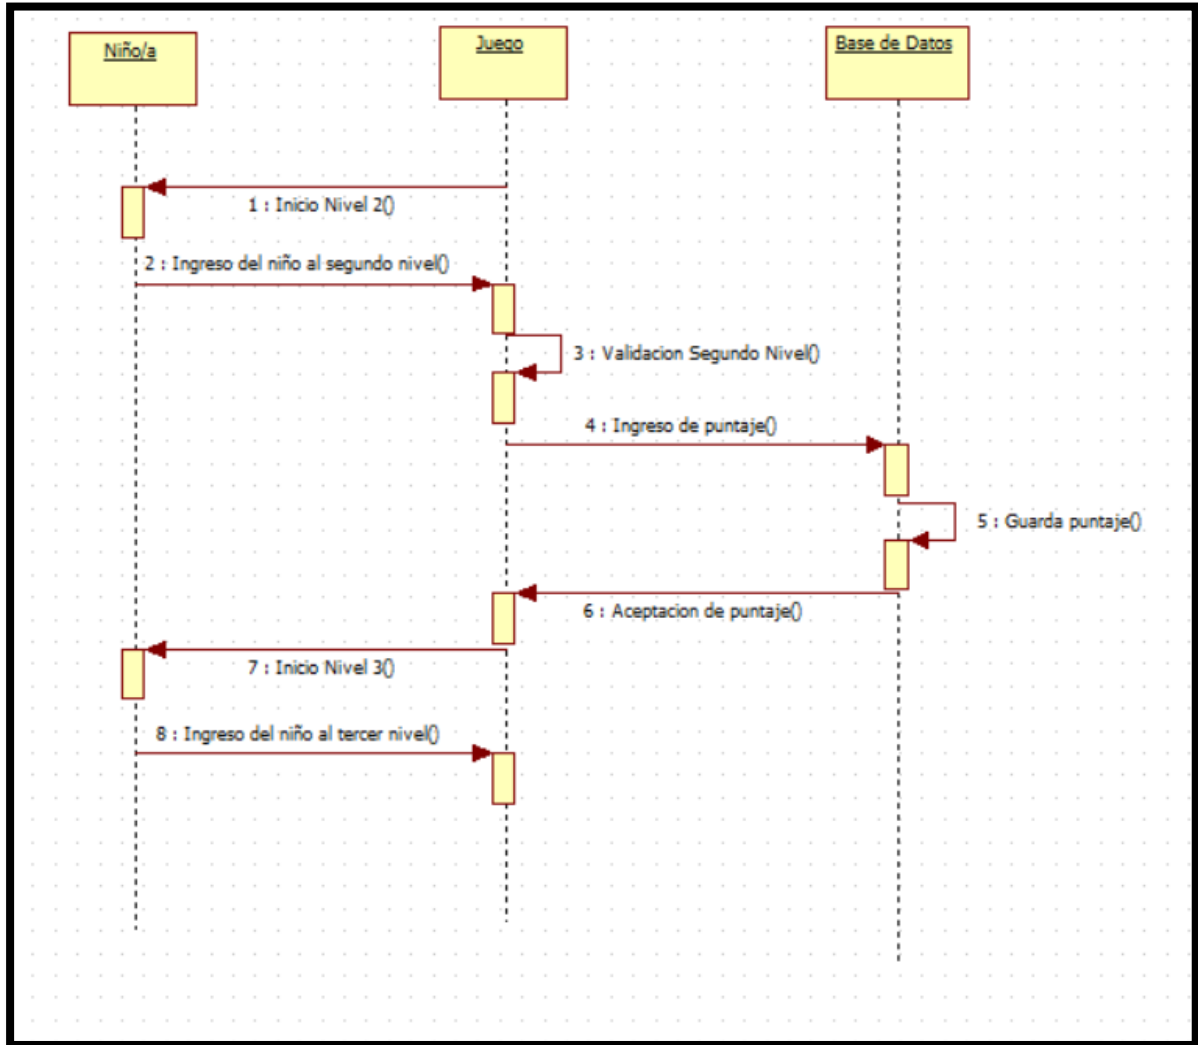 Niño/a
Juego
Base de Datos
1 : Inicio Nivel 2()
2 : Ingreso del niño al segundo nivel()
3 : Validacion Segundo Nivel()
4 : Ingreso de puntaje()
5 : Guarda puntaje()
6 : Aceptacion de puntaje()
7 : Inicio Nivel 3()
8 : Ingreso del niño al tercer nivel()